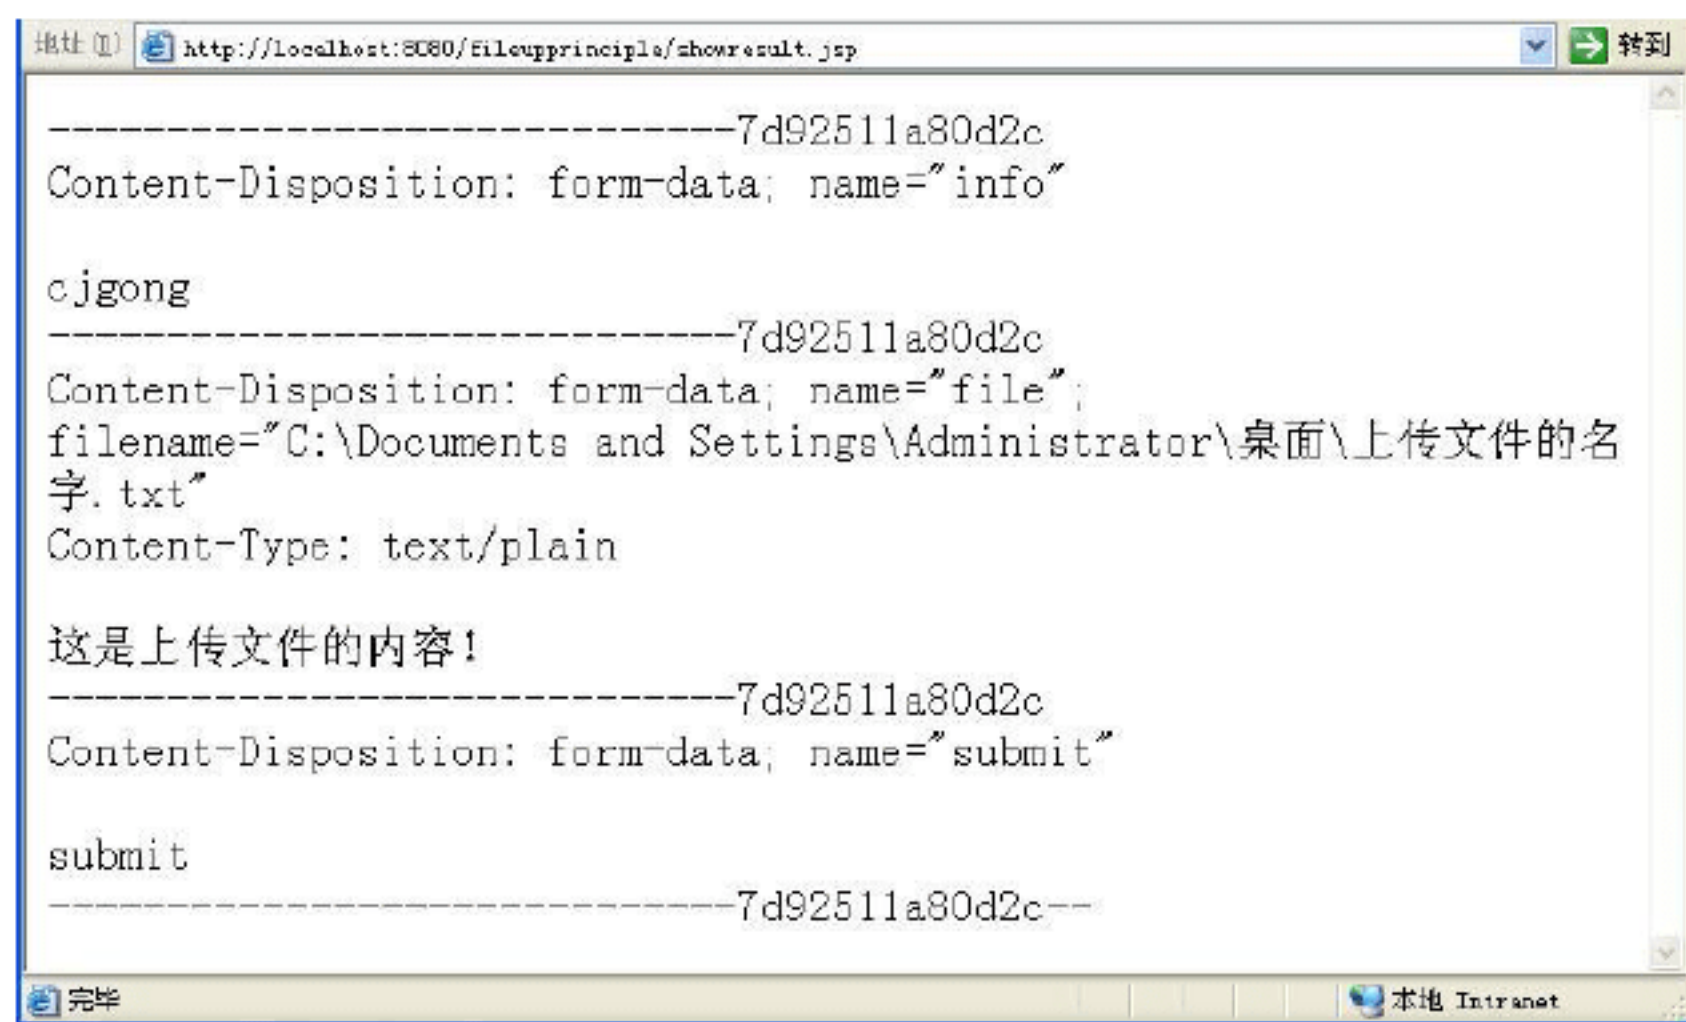 地址(D) http://localhost:8080/fileupprinciple/showresult.jsp 转到
-----------------------------7d92511a80d2c
Content-Disposition: form-data; name="info"
cjgong
-----------------------------7d92511a80d2c
Content-Disposition: form-data; name="file";
filename="C:\Documents and Settings\Administrator\桌面\上传文件的名
字.txt"
Content-Type: text/plain
这是上传文件的内容!
-----------------------------7d92511a80d2c
Content-Disposition: form-data; name="submit"
submit
-----------------------------7d92511a80d2c--
完毕 本地 Intranet